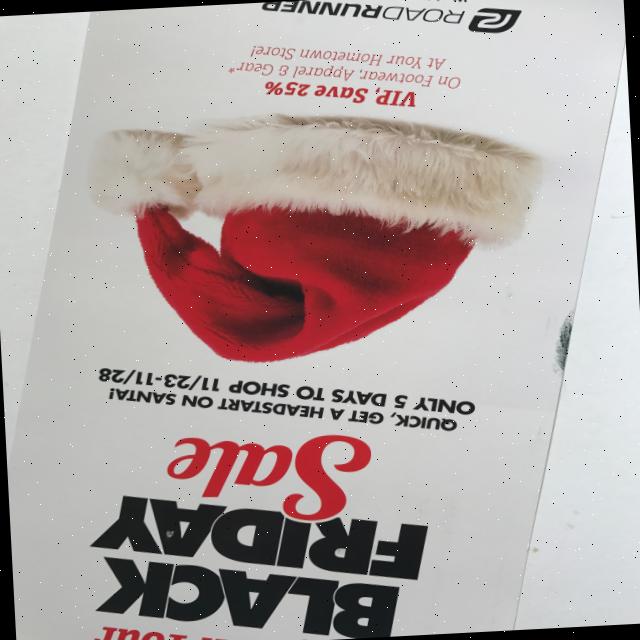 Your
BLACK
FRIDAY
Sale
QUICK, GET A HEADSTART ON SANTA!
ONLY 5 DAYS TO SHOP 11/23-11/28
VIP, Save 25%
On Footwear, Apparel & Gear*
At Your Hometown Store!
ROADRUNNER